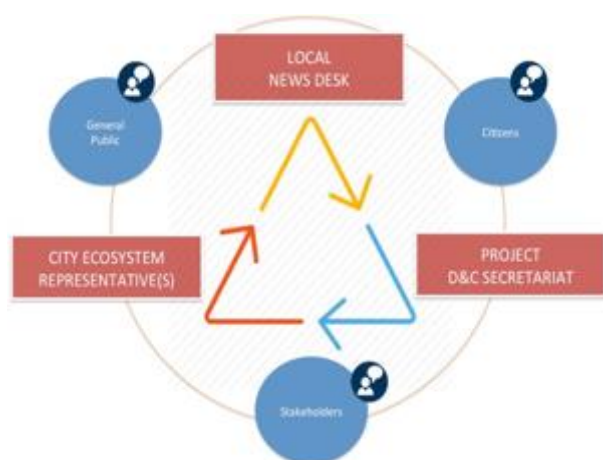 LOCAL
NEWS DESK
General
Public
Citizens
CITY ECOSYSTEM
REPRESENTATIVE(S)
PROJECT
D&C SECRETARIAT
Stakeholders